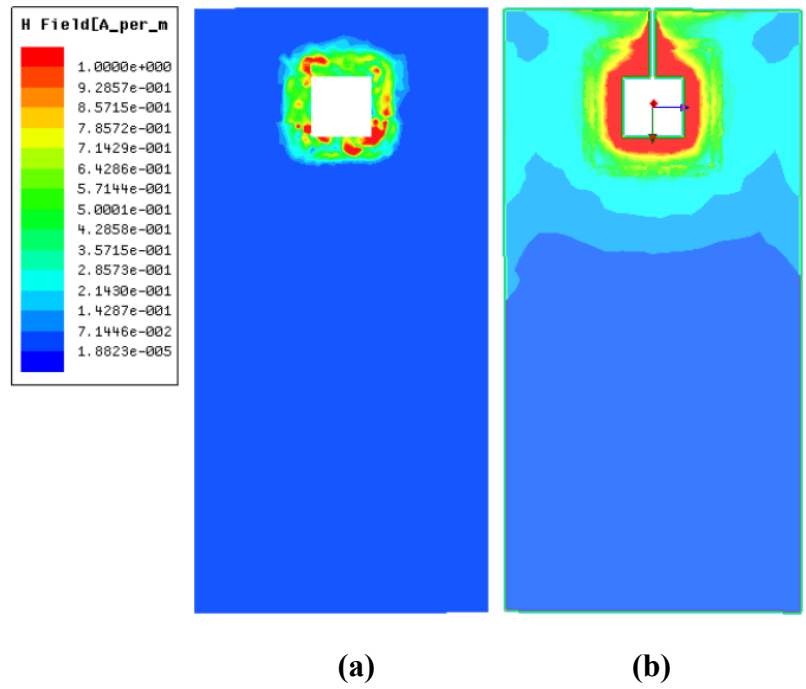 H Field[A_per_m
1.0000e+000
9.2857e-001
8.5715e-001
7.8572e-001
7.1429e-001
6.4286e-001
5.7144e-001
5.0001e-001
4.2858e-001
3.5715e-001
2.8573e-001
2.1430e-001
1.4287e-001
7.1446e-002
1.8823e-005
(a)
(b)